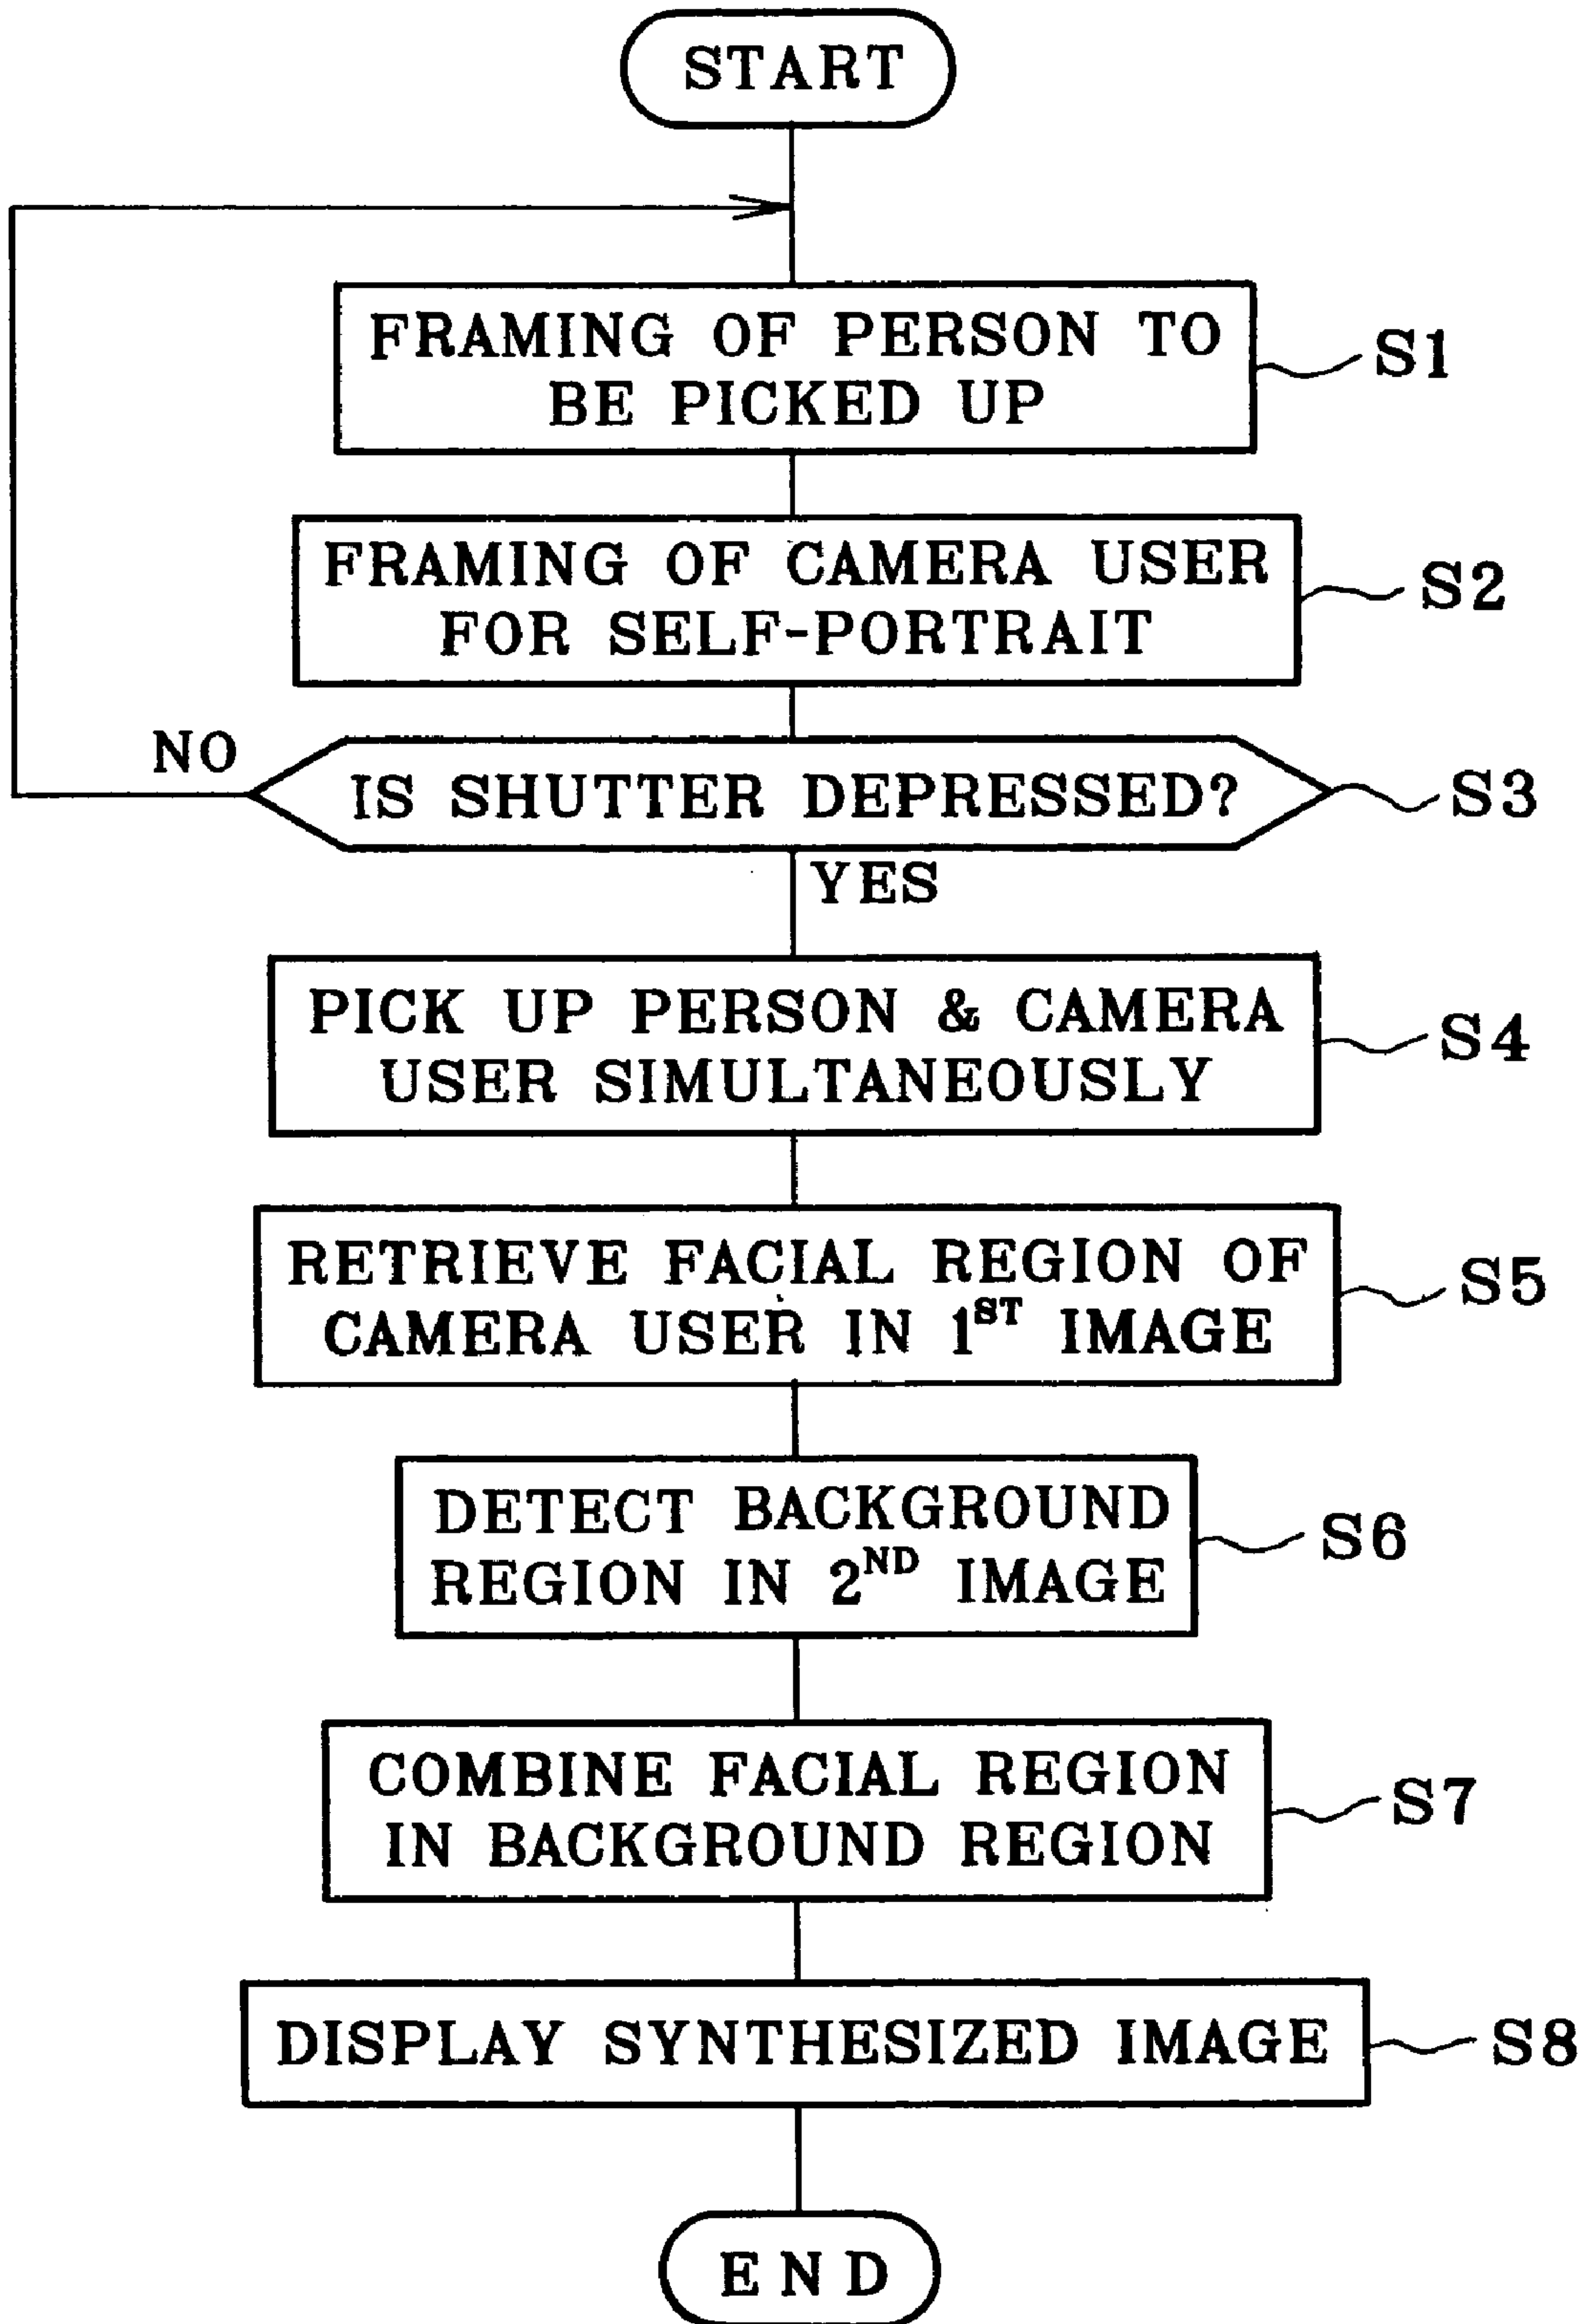 START
FRAMING OF PERSON TO
BE PICKED UP
S1
FRAMING OF CAMERA USER
FOR SELF-PORTRAIT
S2
NO
IS SHUTTER DEPRESSED?
S3
YES
PICK UP PERSON & CAMERA
USER SIMULTANEOUSLY
S4
RETRIEVE FACIAL REGION OF
CAMERA USER IN 1ST IMAGE
S5
DETECT BACKGROUND
REGION IN 2ND IMAGE
S6
COMBINE FACIAL REGION
IN BACKGROUND REGION
S7
DISPLAY SYNTHESIZED IMAGE
S8
END